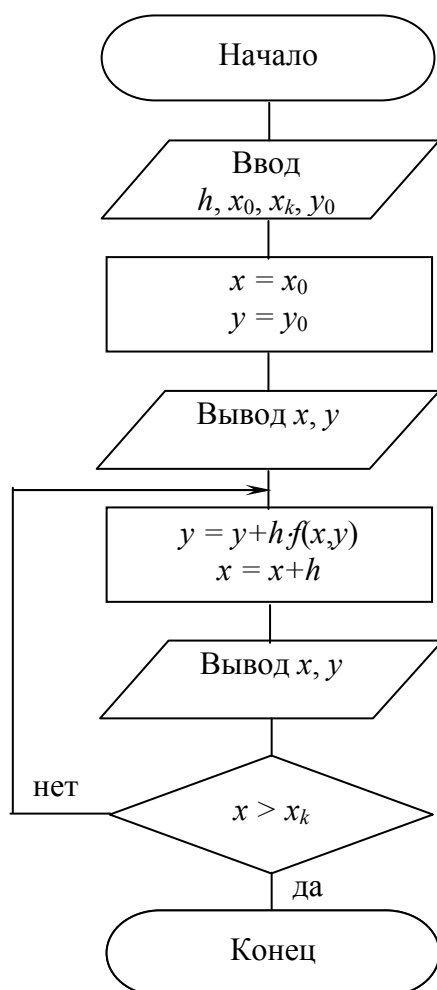 Начало
Ввод
h, x₀, xₖ, y₀
x = x₀
y = y₀
Вывод x, y
y = y+h·f(x,y)
x = x+h
Вывод x, y
нет
x > xₖ
да
Конец